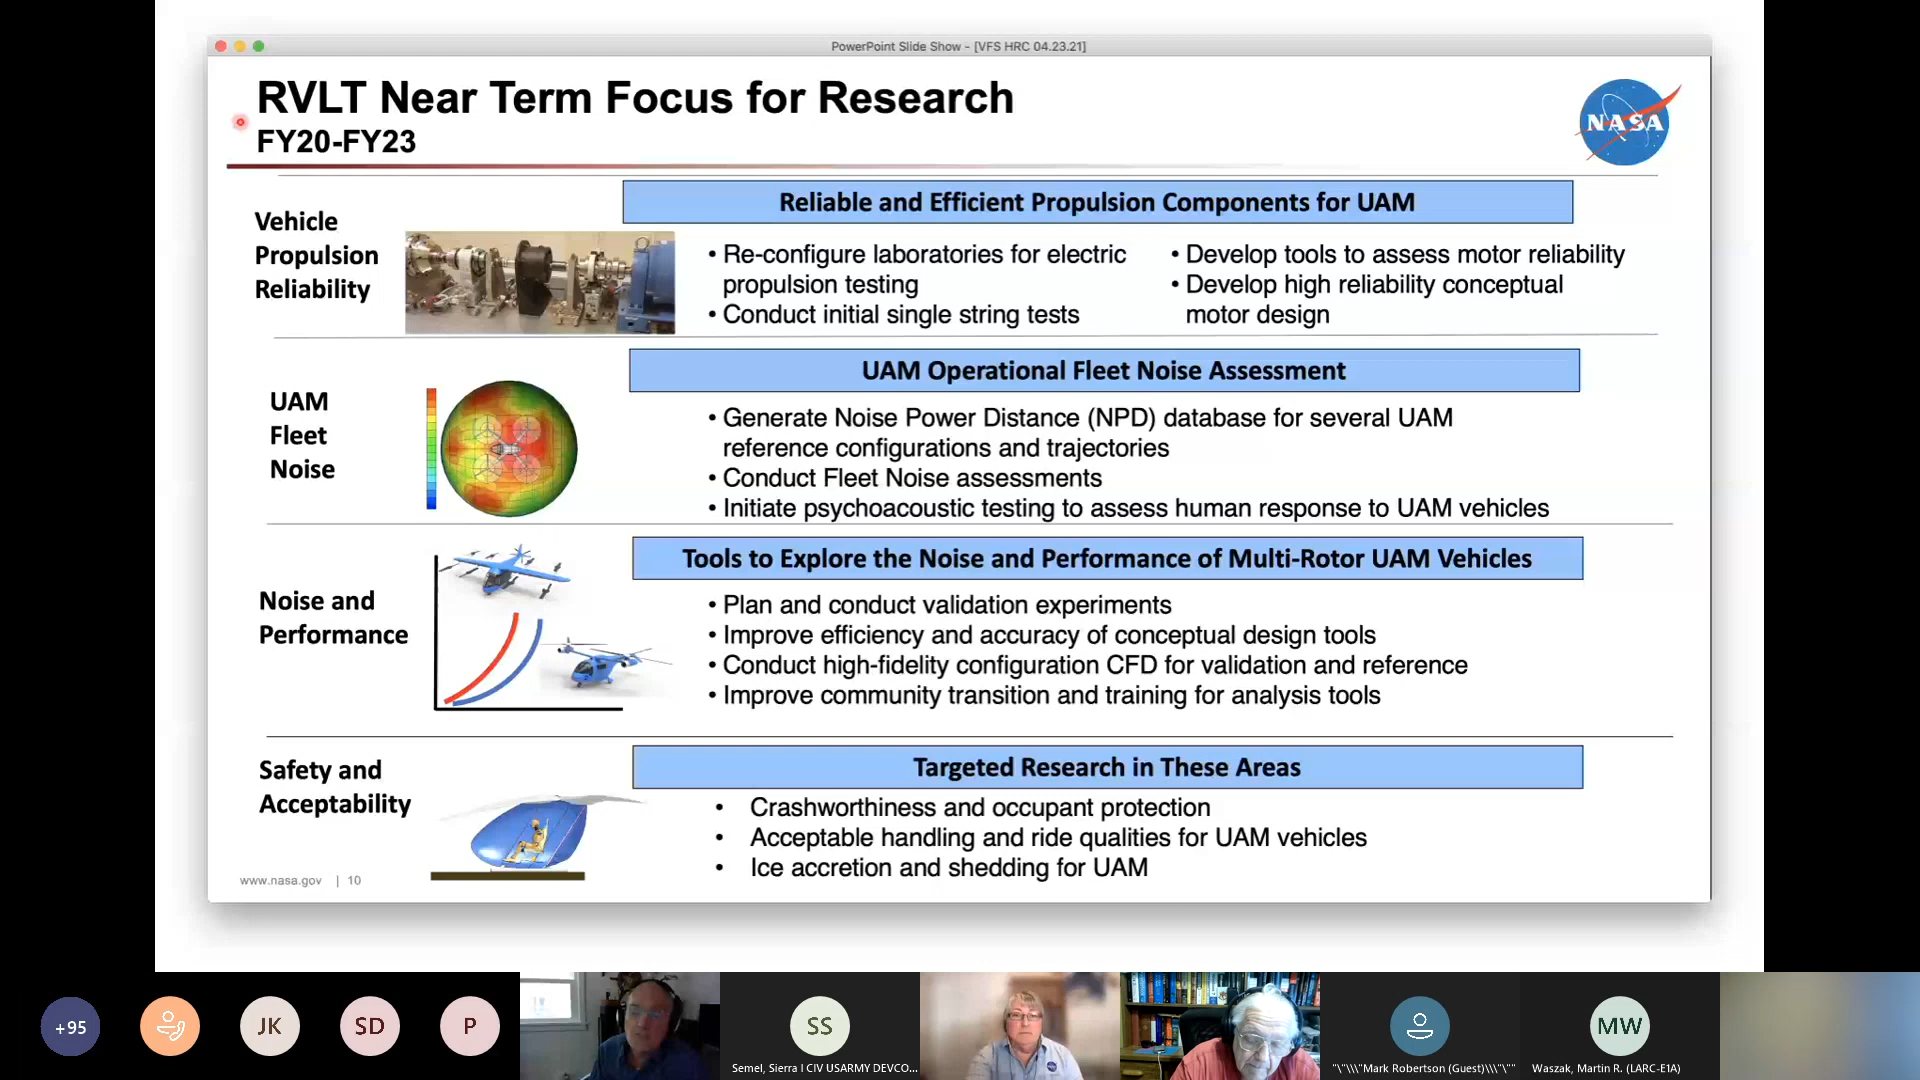 PowerPoint Slide Show - [VFS HRC 04.23.21]
RVLT Near Term Focus for Research
FY20-FY23
NASA
Vehicle
Propulsion
Reliability
Reliable and Efficient Propulsion Components for UAM
• Re-configure laboratories for electric
propulsion testing
• Conduct initial single string tests
• Develop tools to assess motor reliability
• Develop high reliability conceptual
motor design
UAM
Fleet
Noise
UAM Operational Fleet Noise Assessment
• Generate Noise Power Distance (NPD) database for several UAM
reference configurations and trajectories
• Conduct Fleet Noise assessments
• Initiate psychoacoustic testing to assess human response to UAM vehicles
Noise and
Performance
Tools to Explore the Noise and Performance of Multi-Rotor UAM Vehicles
• Plan and conduct validation experiments
• Improve efficiency and accuracy of conceptual design tools
• Conduct high-fidelity configuration CFD for validation and reference
• Improve community transition and training for analysis tools
Safety and
Acceptability
Targeted Research in These Areas
• Crashworthiness and occupant protection
• Acceptable handling and ride qualities for UAM vehicles
• Ice accretion and shedding for UAM
www.nasa.gov | 10
+95
JK
SD
P
SS
Semel, Sierra I CIV USARMY DEVCO...
"\"\\\"Mark Robertson (Guest)\\\"\""
MW
Waszak, Martin R. (LARC-E1A)